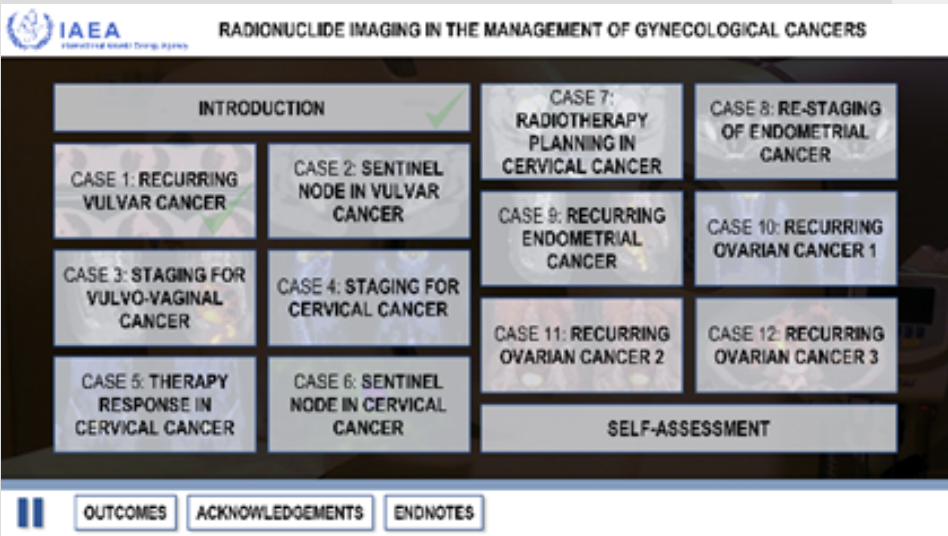 IAEA
International Atomic Energy Agency
RADIONUCLIDE IMAGING IN THE MANAGEMENT OF GYNECOLOGICAL CANCERS
INTRODUCTION
CASE 1: RECURRING
VULVAR CANCER
CASE 2: SENTINEL
NODE IN VULVAR
CANCER
CASE 3: STAGING FOR
VULVO-VAGINAL
CANCER
CASE 4: STAGING FOR
CERVICAL CANCER
CASE 5: THERAPY
RESPONSE IN
CERVICAL CANCER
CASE 6: SENTINEL
NODE IN CERVICAL
CANCER
CASE 7:
RADIOTHERAPY
PLANNING IN
CERVICAL CANCER
CASE 8: RE-STAGING
OF ENDOMETRIAL
CANCER
CASE 9: RECURRING
ENDOMETRIAL
CANCER
CASE 10: RECURRING
OVARIAN CANCER 1
CASE 11: RECURRING
OVARIAN CANCER 2
CASE 12: RECURRING
OVARIAN CANCER 3
SELF-ASSESSMENT
OUTCOMES
ACKNOWLEDGEMENTS
ENDNOTES